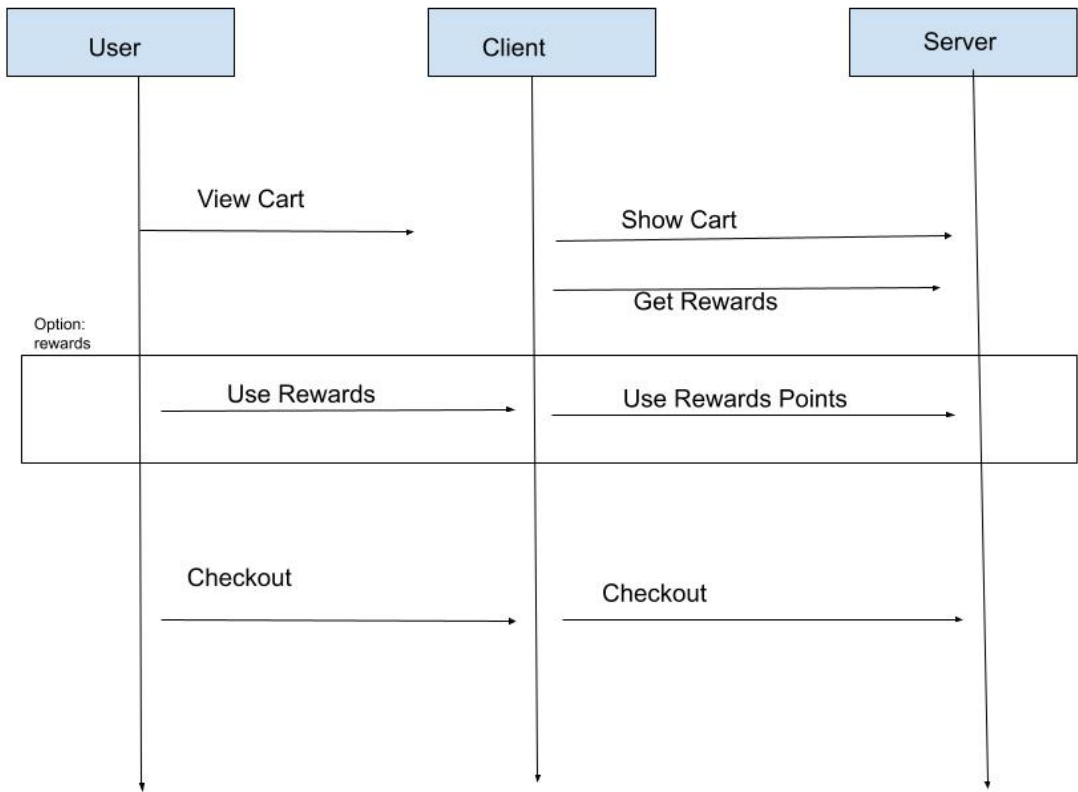 User
Client
Server
View Cart
Show Cart
Get Rewards
Option:
rewards
Use Rewards
Use Rewards Points
Checkout
Checkout